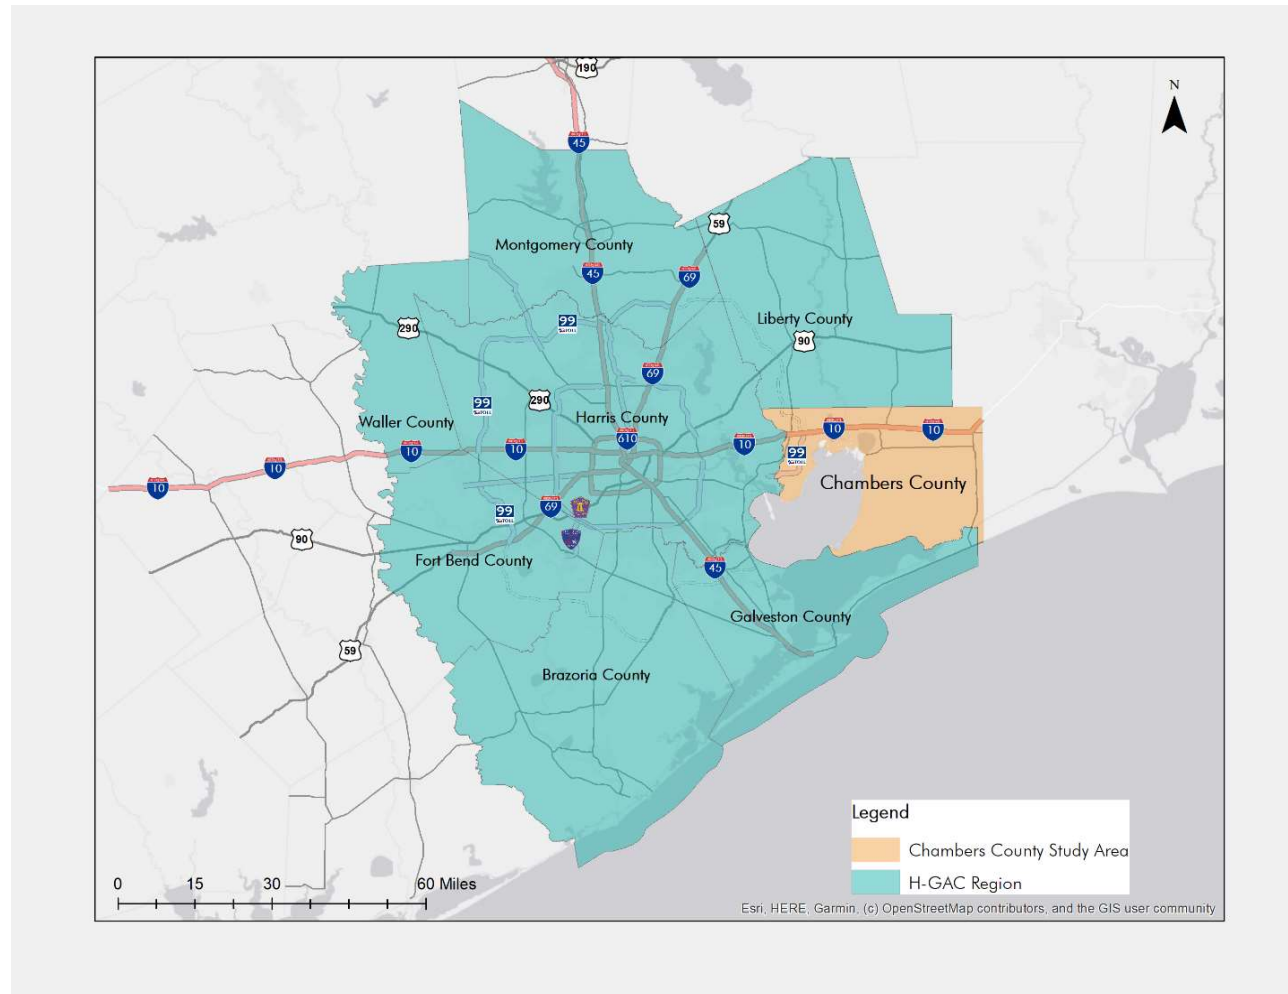 190
N
45
59
Montgomery County
45
69
99
290
Liberty County
90
69
99
290
Waller County
Harris County
610
10
10
10
10
10
99
10
10
Chambers County
99
69
90
Fort Bend County
45
Galveston County
59
Brazoria County
Legend
Chambers County Study Area
H-GAC Region
0 15 30 60 Miles
Esri, HERE, Garmin, (c) OpenStreetMap contributors, and the GIS user community